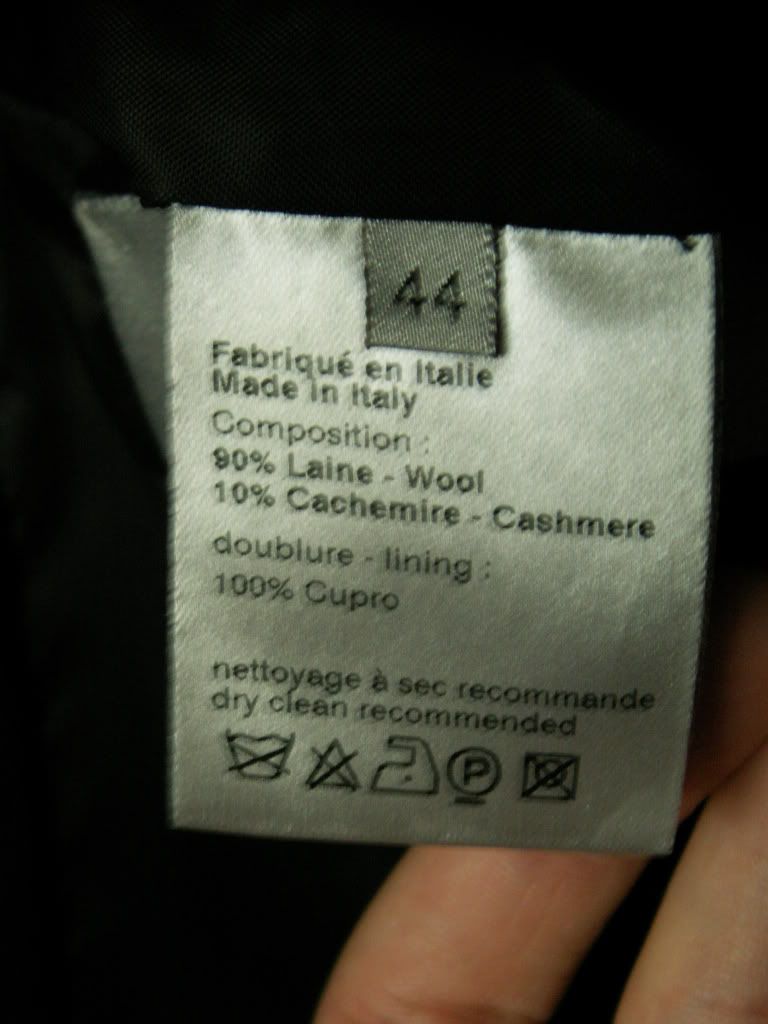 44
Fabriqué en Italie
Made in Italy
Composition :
90% Laine - Wool
10% Cachemire - Cashmere
doublure - lining :
100% Cupro
nettoyage à sec recommande
dry clean recommended
P